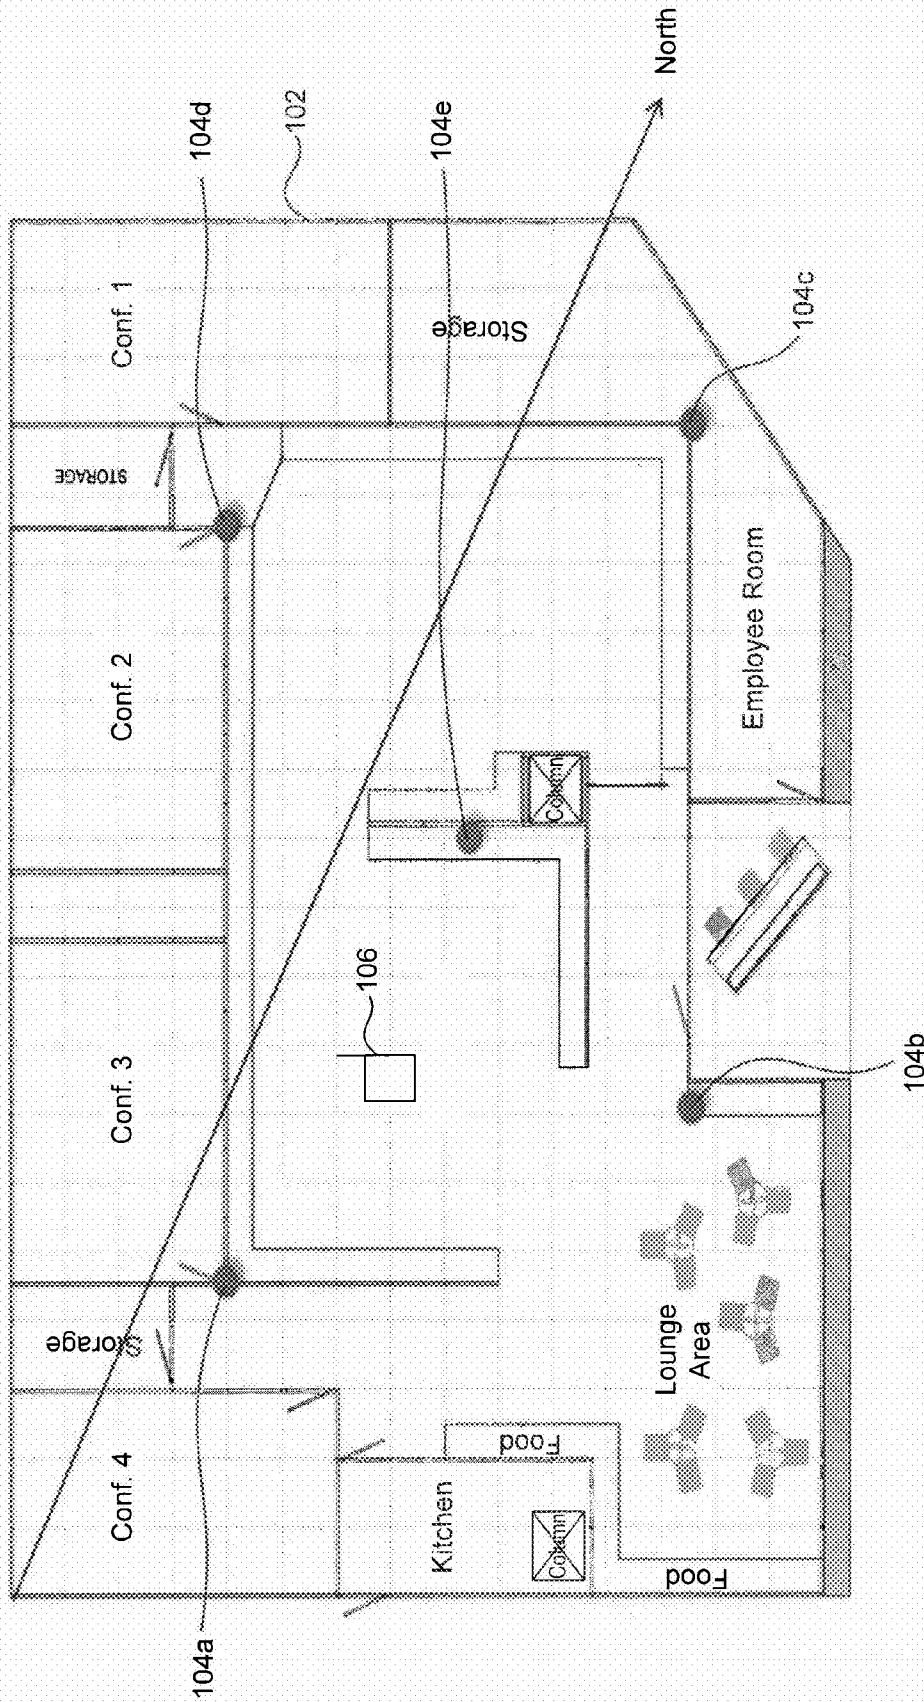 Storage
STORAGE
Conf. 4
Conf. 3
Conf. 2
Conf. 1
104a
104d
102
106
Kitchen
104e
Storage
Food
Column
Column
Lounge
Area
North
Food
Employee Room
104c
104b